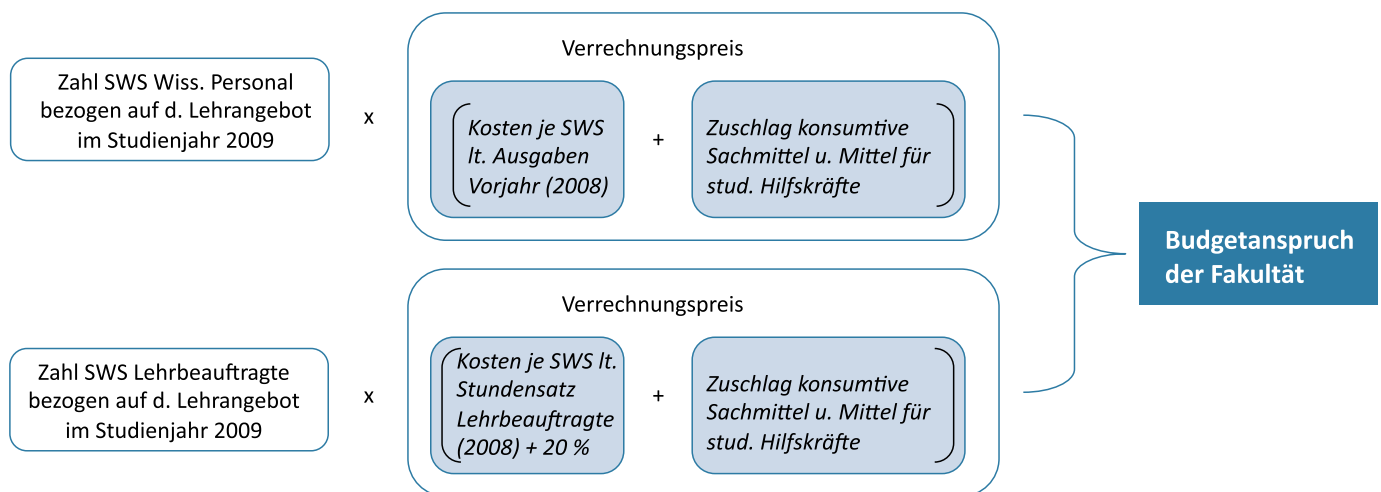 Verrechnungspreis
Zahl SWS Wiss. Personal
bezogen auf d. Lehrangebot
im Studienjahr 2009
x
Kosten je SWS
lt. Ausgaben
Vorjahr (2008)
+
Zuschlag konsumtive
Sachmittel u. Mittel für
stud. Hilfskräfte
Verrechnungspreis
Zahl SWS Lehrbeauftragte
bezogen auf d. Lehrangebot
im Studienjahr 2009
x
Kosten je SWS lt.
Stundensatz
Lehrbeauftragte
(2008) + 20 %
+
Zuschlag konsumtive
Sachmittel u. Mittel für
stud. Hilfskräfte
Budgetanspruch
der Fakultät